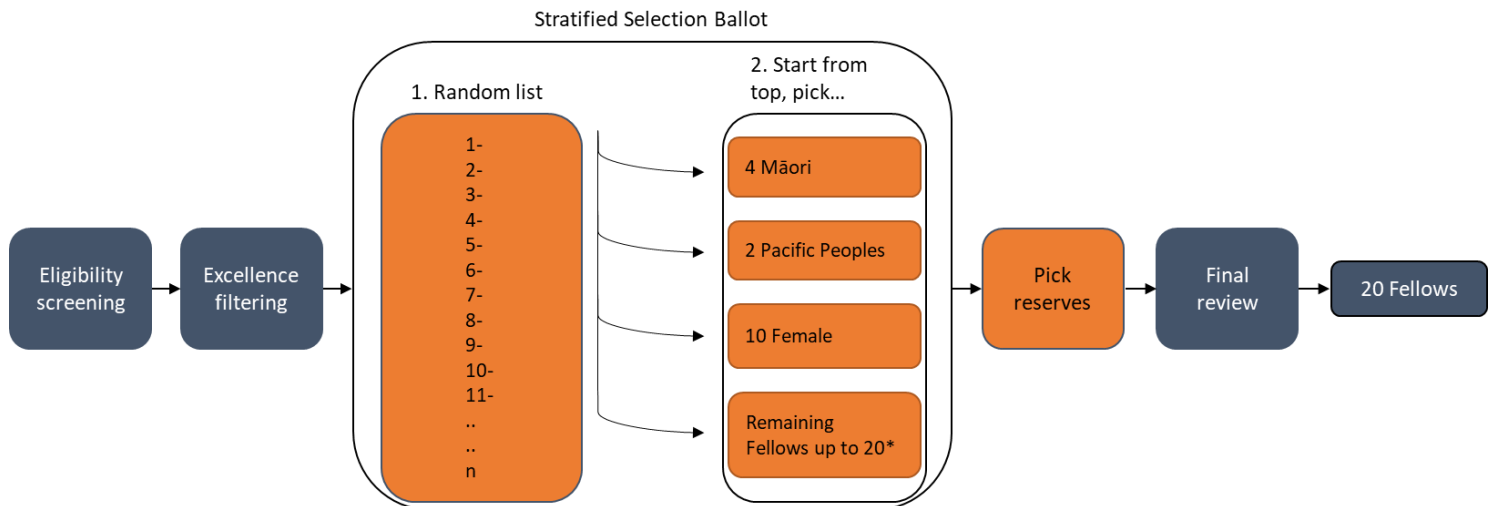 Stratified Selection Ballot
Eligibility
screening
Excellence
filtering
1. Random list
1-
2-
3-
4-
5-
6-
7-
8-
9-
10-
11-
..
..
n
2. Start from
top, pick...
4 Māori
2 Pacific Peoples
10 Female
Remaining
Fellows up to 20*
Pick
reserves
Final
review
20 Fellows